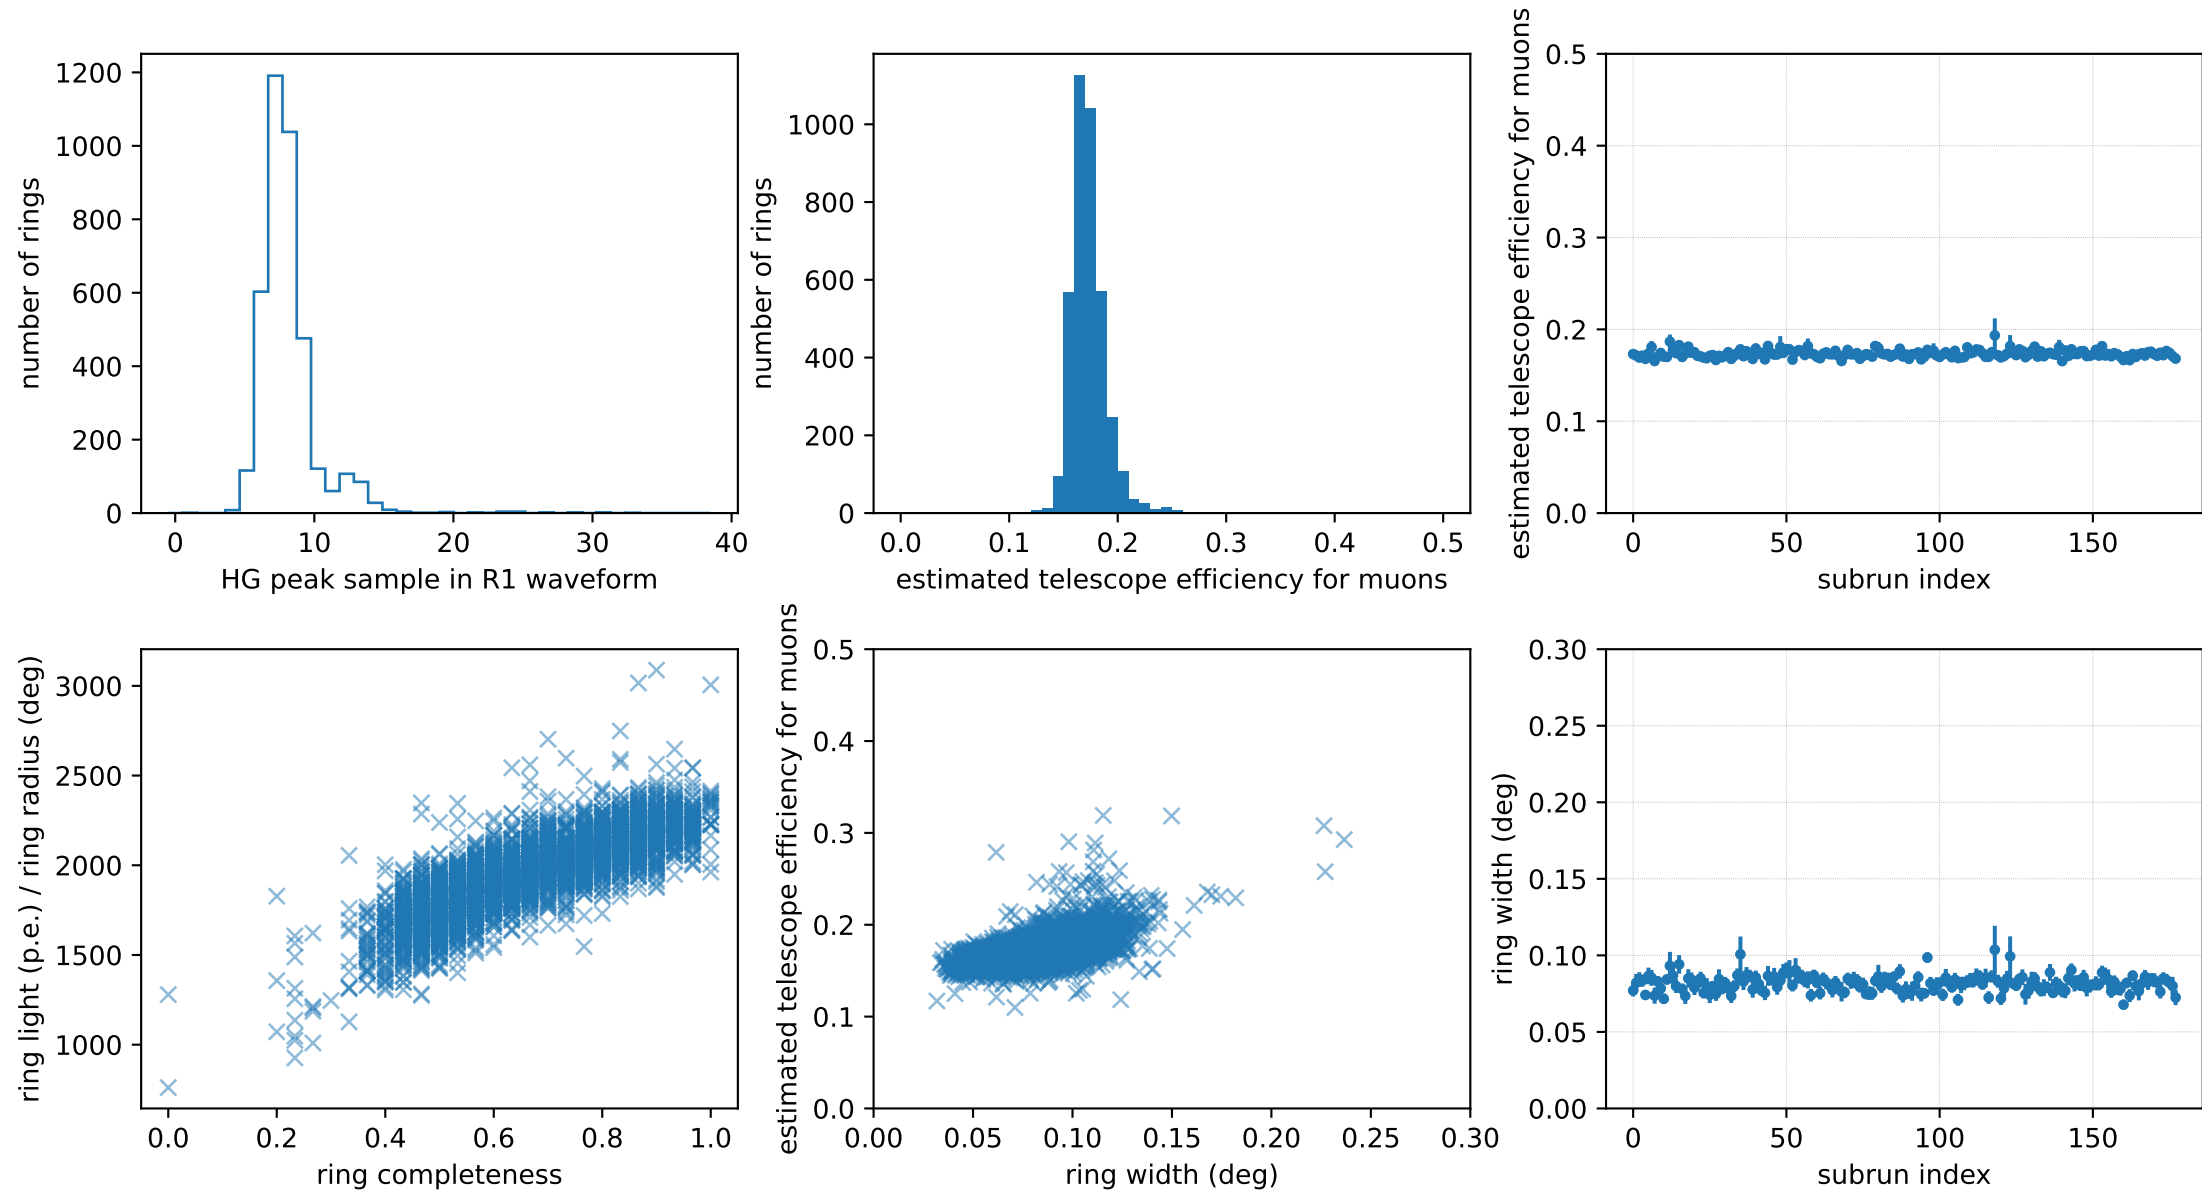 1200
1000
800
600
400
200
0
number of rings
0 10 20 30 40
HG peak sample in R1 waveform
1000
800
600
400
200
0
number of rings
0.0 0.1 0.2 0.3 0.4 0.5
estimated telescope efficiency for muons
0.5
0.4
0.3
0.2
0.1
0.0
estimated telescope efficiency for muons
0 50 100 150
subrun index
3000
2500
2000
1500
1000
ring light (p.e.) / ring radius (deg)
0.0 0.2 0.4 0.6 0.8 1.0
ring completeness
0.5
0.4
0.3
0.2
0.1
0.0
estimated telescope efficiency for muons
0.00 0.05 0.10 0.15 0.20 0.25 0.30
ring width (deg)
0.30
0.25
0.20
0.15
0.10
0.05
0.00
ring width (deg)
0 50 100 150
subrun index